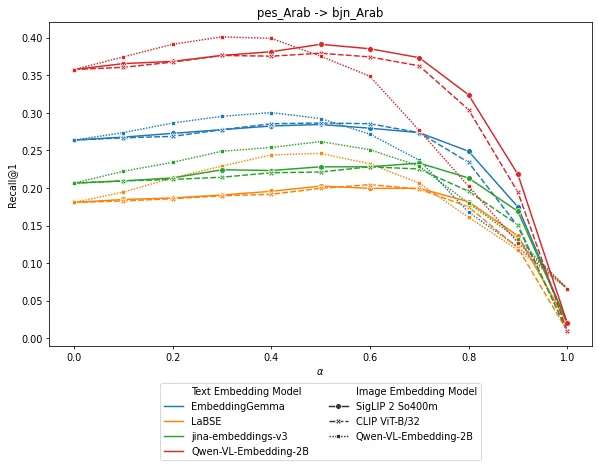 pes_Arab -> bjn_Arab
0.40
0.35
0.30
0.25
0.20
0.15
0.10
0.05
0.00
Recall@1
0.0 0.2 0.4 0.6 0.8 1.0
α
Text Embedding Model Image Embedding Model
EmbeddingGemma SigLIP 2 So400m
LaBSE CLIP ViT-B/32
jina-embeddings-v3 Qwen-VL-Embedding-2B
Qwen-VL-Embedding-2B